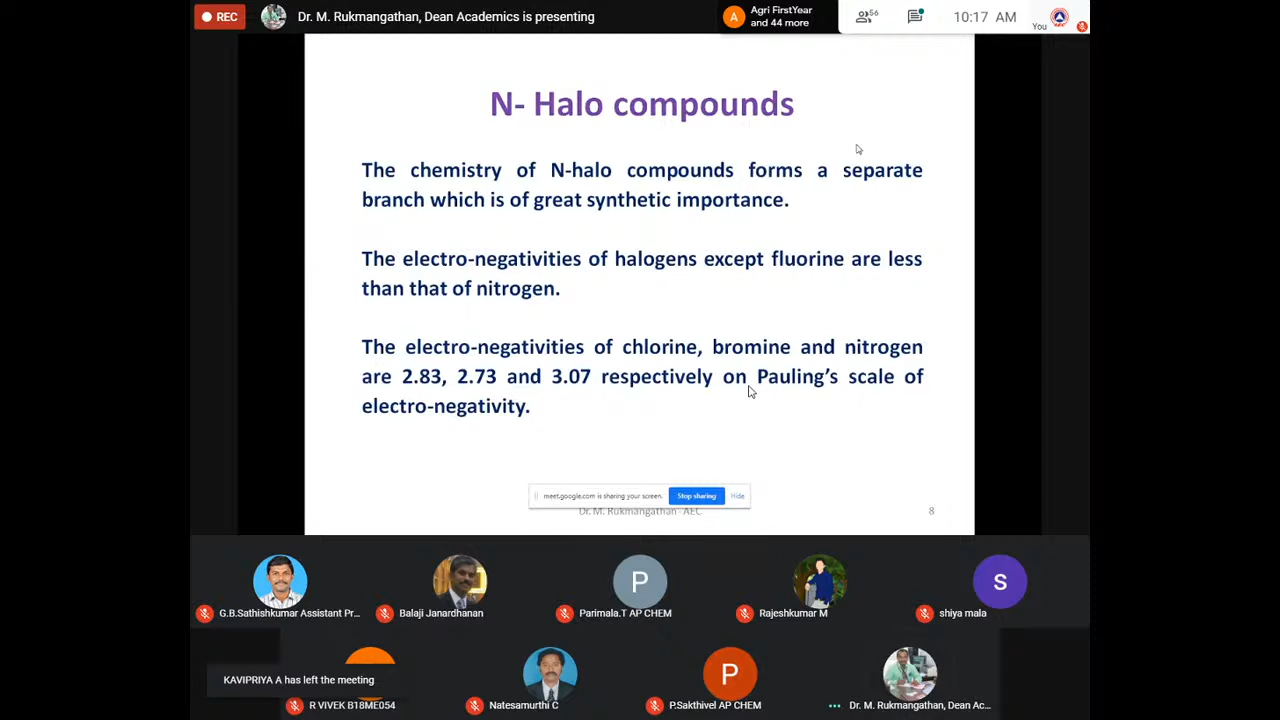 REC
Dr. M. Rukmangathan, Dean Academics is presenting
A
Agri FirstYear
and 44 more
56
10:17 AM
You
N- Halo compounds
The chemistry of N-halo compounds forms a separate
branch which is of great synthetic importance.
The electro-negativities of halogens except fluorine are less
than that of nitrogen.
The electro-negativities of chlorine, bromine and nitrogen
are 2.83, 2.73 and 3.07 respectively on Pauling's scale of
electro-negativity.
meet.google.com is sharing your screen.
Stop sharing
Hide
Dr. M. Rukmangathan - AEC
8
P
s
G.B.Sathishkumar Assistant Pr...
Balaji Janardhanan
Parimala.T AP CHEM
Rajeshkumar M
shiya mala
P
KAVIPRIYA A has left the meeting
R VIVEK B18ME054
Natesamurthi C
P.Sakthivel AP CHEM
Dr. M. Rukmangathan, Dean Ac...